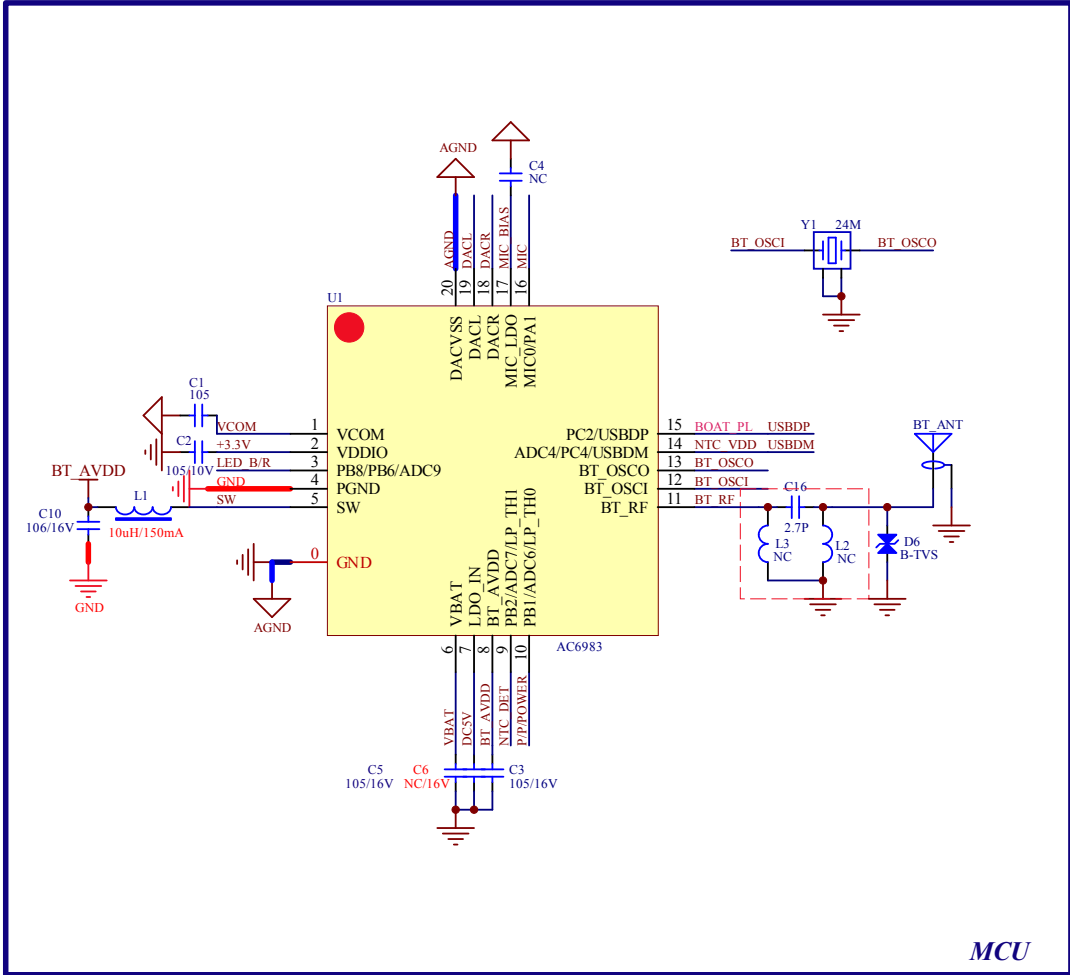 AGND
C4
NC
AGND
DACL
DACR
MIC_BIAS
MIC
20
19
18
17
16
Y1
24M
BT_OSCI
BT_OSCO
U1
DACVSS
DACL
DACR
MIC_LDO
MIC0/PA1
C1
105
VCOM
1
VCOM
C2
105/10V
+3.3V
2
VDDIO
LED_B/R
3
PB8/PB6/ADC9
GND
4
PGND
SW
5
SW
BT_AVDD
L1
10uH/150mA
C10
106/16V
GND
0
GND
AGND
PC2/USBDP
15
BOAT_PL
USBDP
ADC4/PC4/USBDM
14
NTC_VDD
USBDM
BT_OSCO
13
BT_OSCO
BT_OSCI
12
BT_OSCI
BT_RF
11
BT_RF
C16
2.7P
L3
NC
L2
NC
D6
B-TVS
BT_ANT
VBAT
LDO_IN
BT_AVDD
PB2/ADC7/LP_TH1
PB1/ADC6/LP_TH0
AC6983
6
7
8
9
10
VBAT
DC5V
BT_AVDD
NTC_DET
P/P/POWER
C5
105/16V
C6
NC/16V
C3
105/16V
MCU